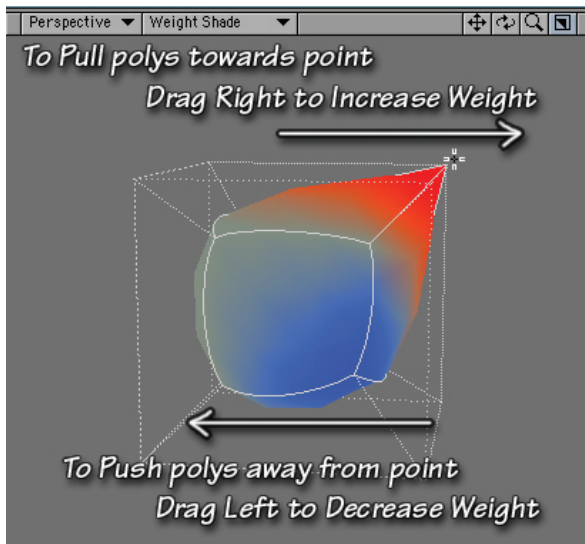 Perspective Weight Shade
To Pull polys towards point
Drag Right to Increase Weight
To Push polys away from point
Drag Left to Decrease Weight